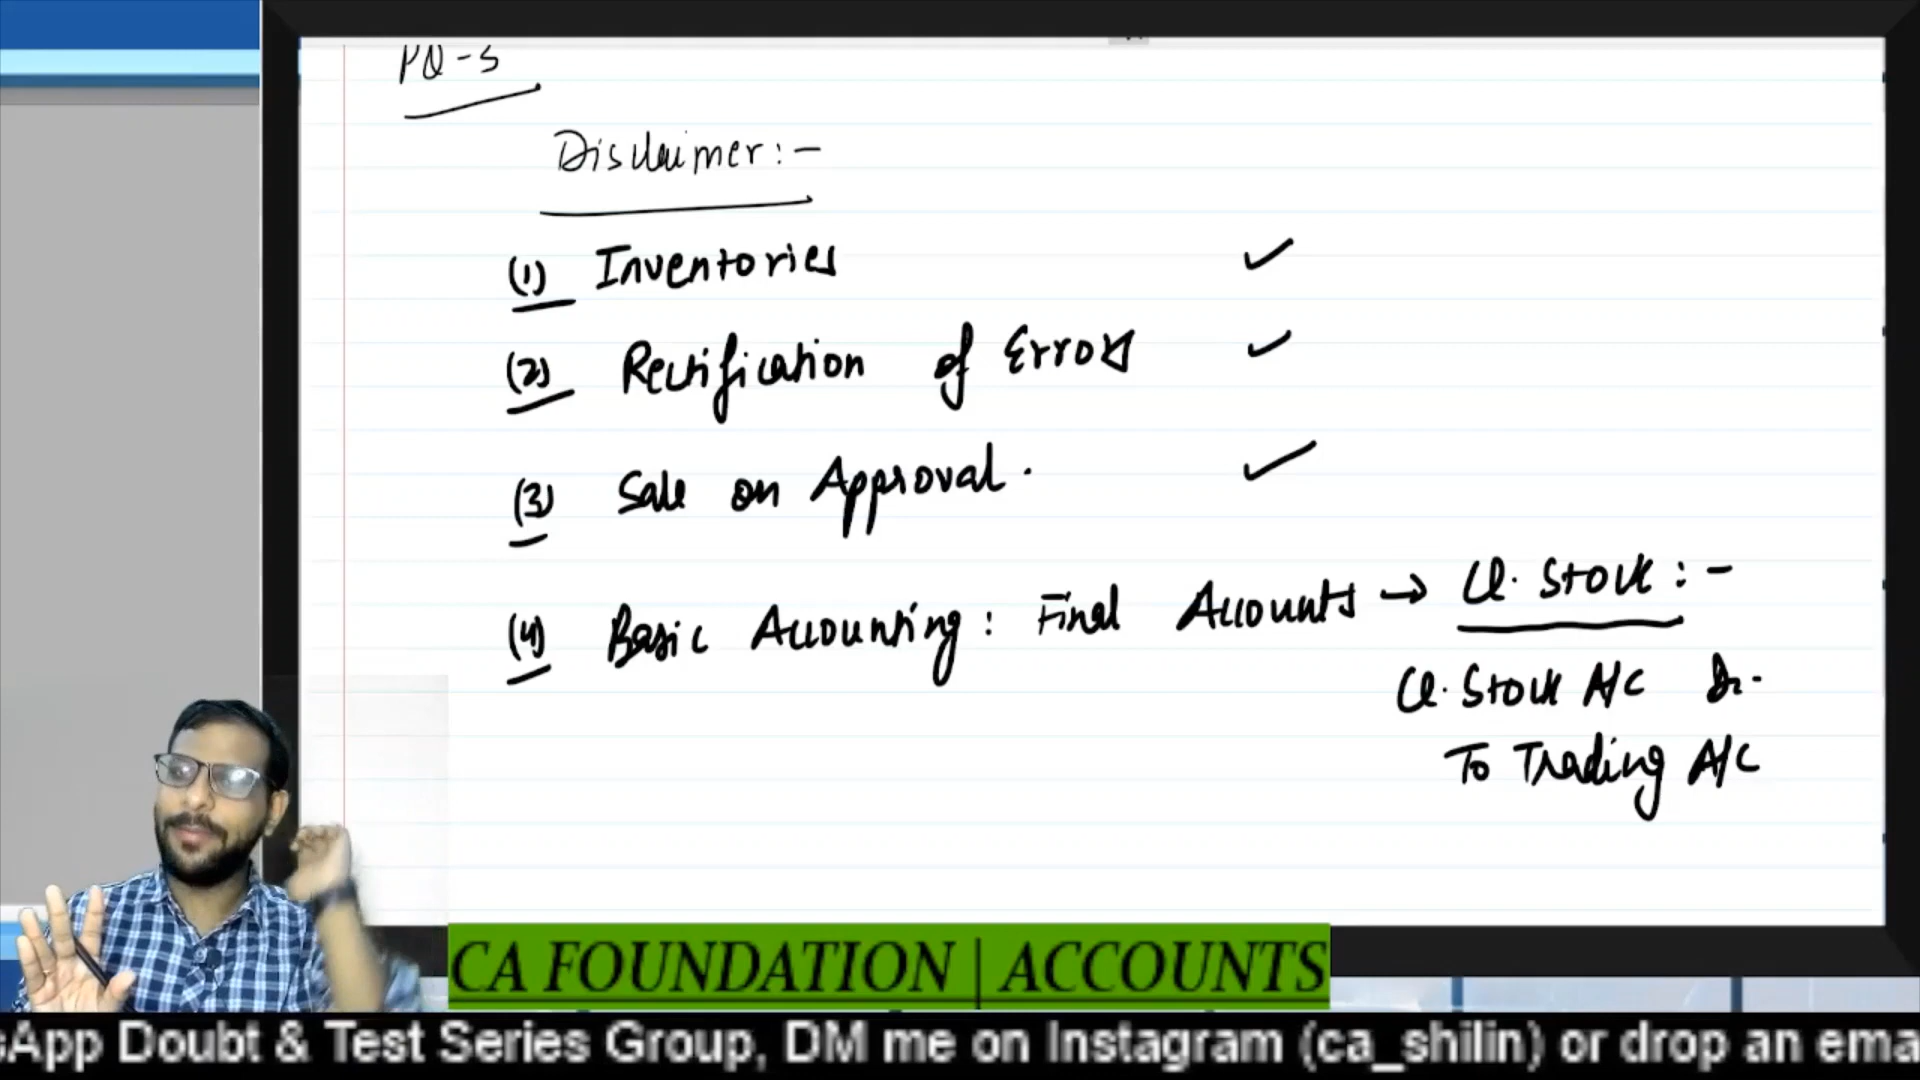 PQ-5
Disclaimer:-
(1) Inventories ✓
(2) Rectification of Errors ✓
(3) Sale on Approval. ✓
(4) Basic Accounting: Final Accounts → Cl. Stock:-
Cl. Stock A/C Dr.
To Trading A/C
CA FOUNDATION | ACCOUNTS
sApp Doubt & Test Series Group, DM me on Instagram (ca_shilin) or drop an ema